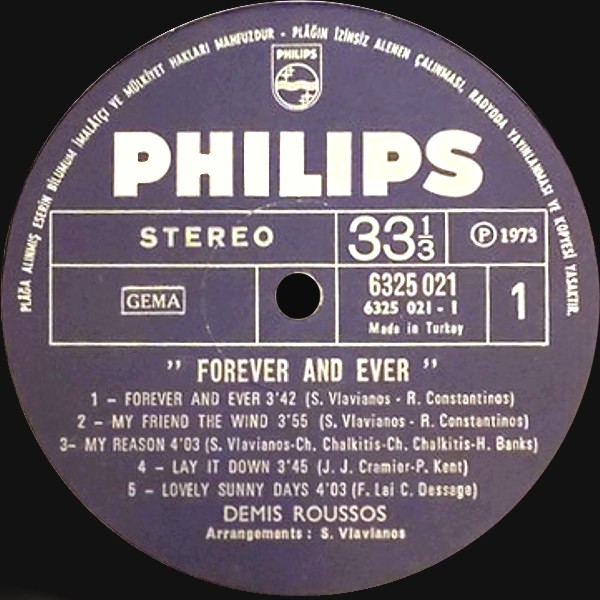 PLÂĞA ALINMIŞ ESERİN BİLUMUM İMALÂTÇI VE MÜLKİYET HAKLARI MAHFUZDUR - PLÂĞIN İZİNSİZ ALENEN ÇALINMASI, RADYODA YAYINLANMASI VE KOPYESİ YASAKTIR.
PHILIPS
PHILIPS
STEREO
33 1/3
Ⓟ 1973
GEMA
6325 021
6325 021 - 1
Made in Turkey
1
" FOREVER AND EVER "
1 – FOREVER AND EVER 3'42 (S. Vlavianos - R. Constantinos)
2 – MY FRIEND THE WIND 3'55 (S. Vlavianos - R. Constantinos)
3– MY REASON 4'03 (S. Vlavianos-Ch. Chalkitis-Ch. Chalkitis-H. Banks)
4 – LAY IT DOWN 3'45 (J. J. Cramier-P. Kent)
5 – LOVELY SUNNY DAYS 4'03 (F. Lai C. Dessage)
DEMIS ROUSSOS
Arrangements : S. Vlavianos